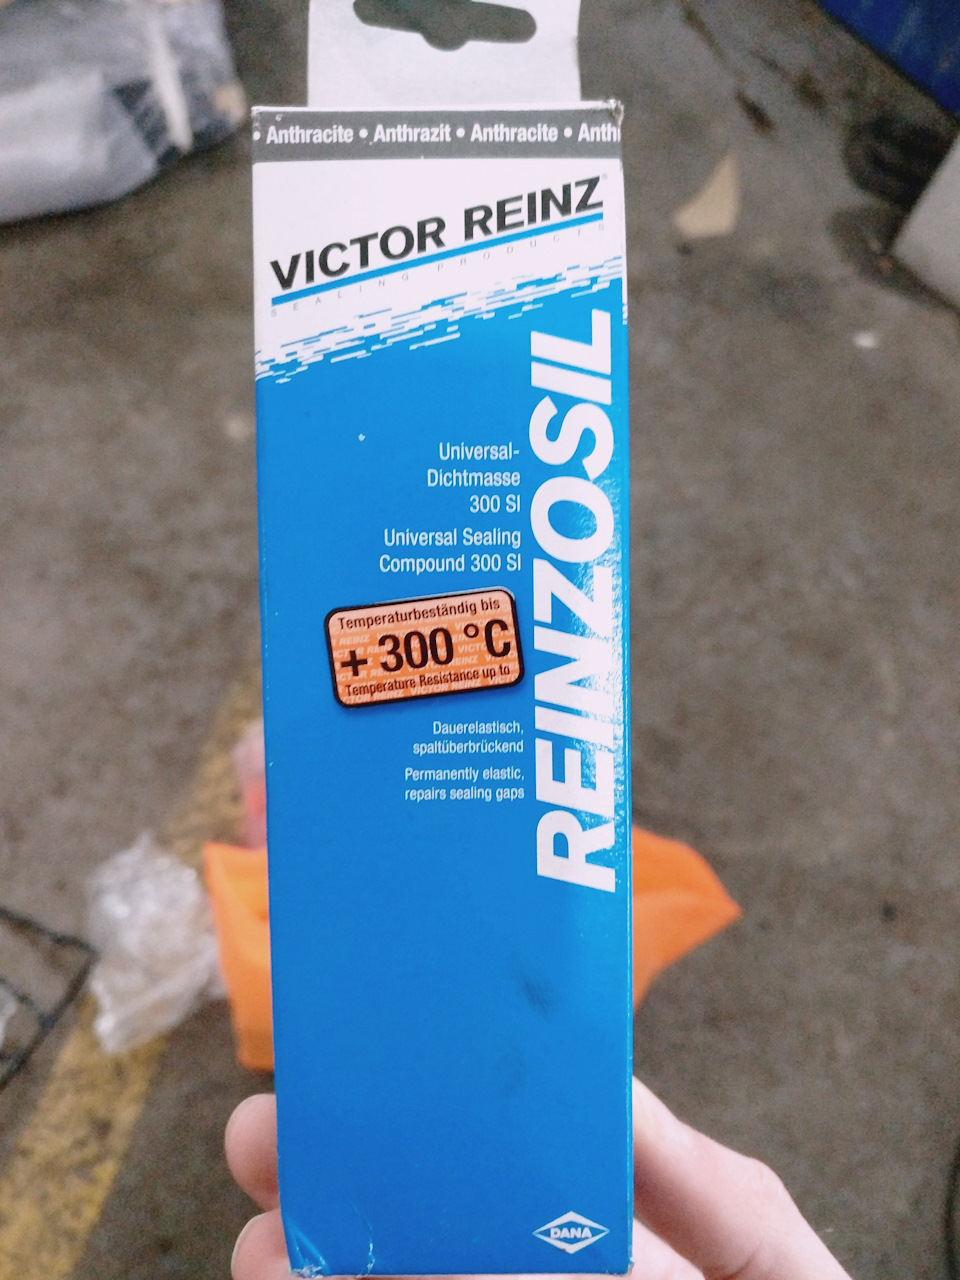 • Anthracite • Anthrazit • Anthracite • Anth
VICTOR REINZ®
SEALING PRODUCTS
REINZOSIL
Universal-
Dichtmasse
300 SI
Universal Sealing
Compound 300 SI
Temperaturbeständig bis
+ 300 °C
Temperature Resistance up to
Dauerelastisch,
spaltüberbrückend
Permanently elastic,
repairs sealing gaps
DANA